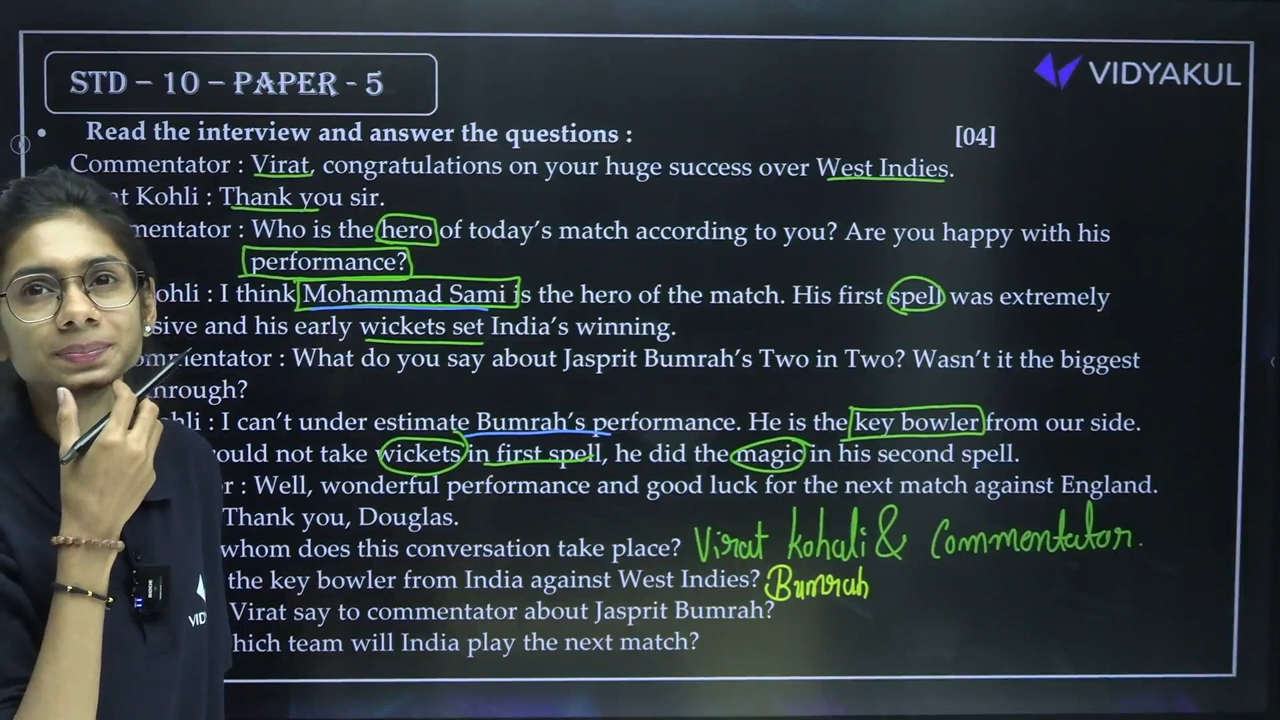 STD – 10 – PAPER - 5
VIDYAKUL
• Read the interview and answer the questions : [04]
Commentator : Virat, congratulations on your huge success over West Indies.
Kohli : Thank you sir.
: Who is the hero of today's match according to you? Are you happy with his
performance?
: I think Mohammad Sami is the hero of the match. His first spell was extremely
and his early wickets set India's winning.
: What do you say about Jasprit Bumrah's Two in Two? Wasn't it the biggest
: I can't under estimate Bumrah's performance. He is the key bowler from our side.
not take wickets in first spell, he did the magic in his second spell.
: Well, wonderful performance and good luck for the next match against England.
Thank you, Douglas.
whom does this conversation take place? Virat Kohali & Commentator.
the key bowler from India against West Indies? Bumrah
Virat say to commentator about Jasprit Bumrah?
team will India play the next match?